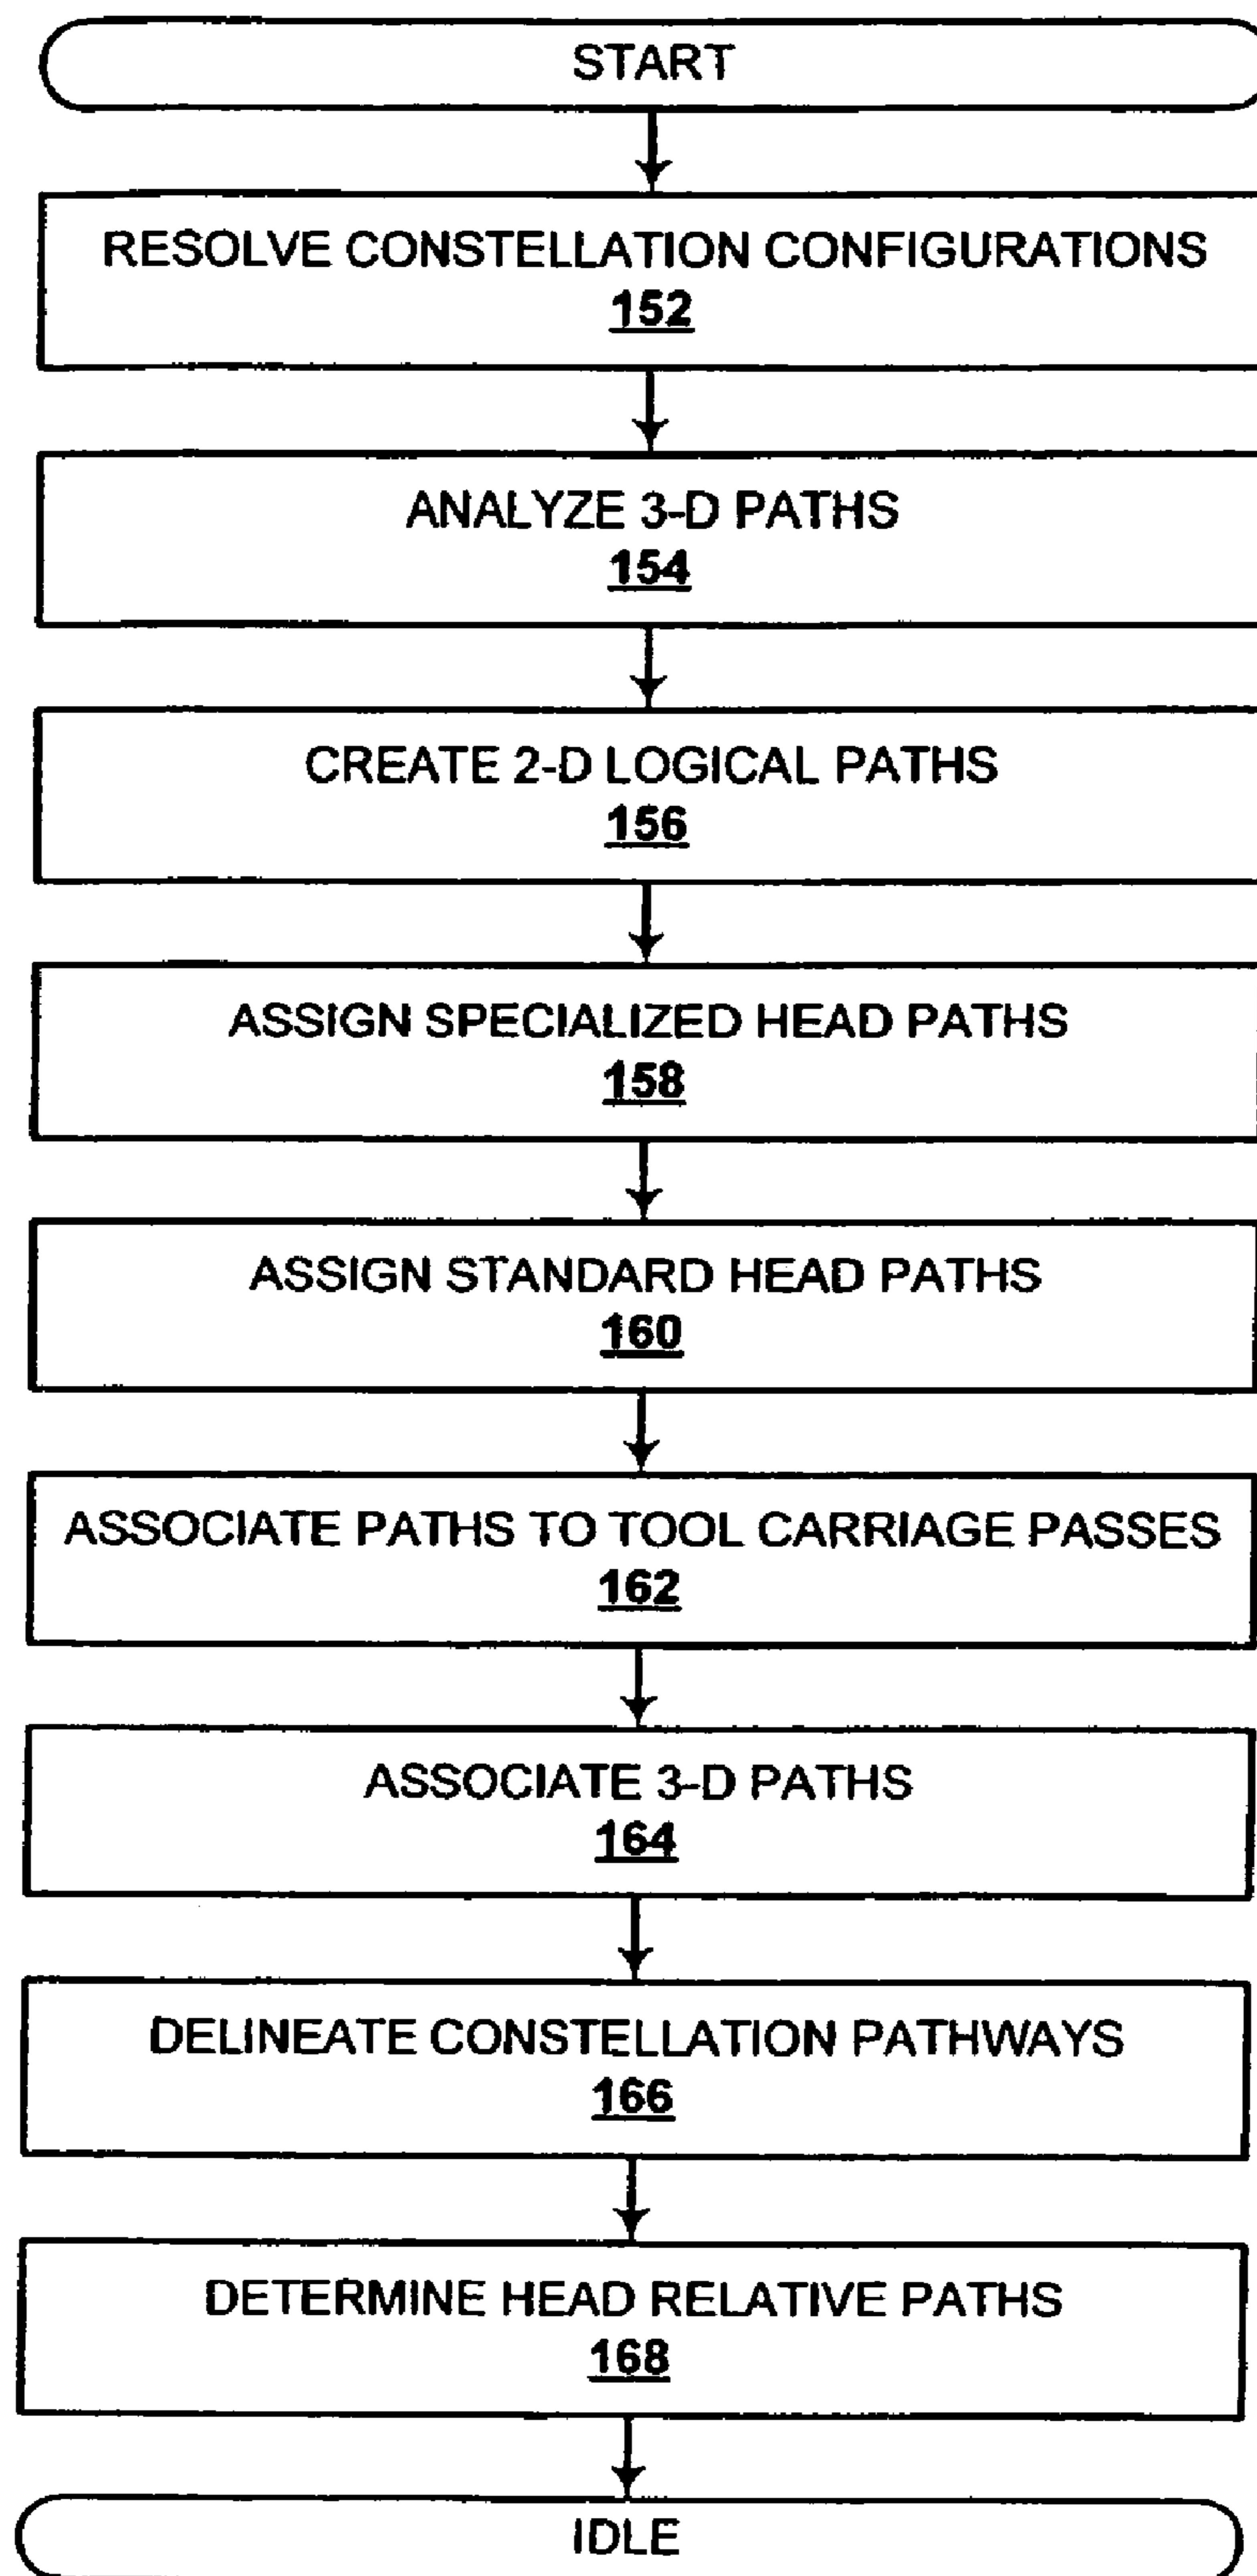 START
RESOLVE CONSTELLATION CONFIGURATIONS
152
ANALYZE 3-D PATHS
154
CREATE 2-D LOGICAL PATHS
156
ASSIGN SPECIALIZED HEAD PATHS
158
ASSIGN STANDARD HEAD PATHS
160
ASSOCIATE PATHS TO TOOL CARRIAGE PASSES
162
ASSOCIATE 3-D PATHS
164
DELINEATE CONSTELLATION PATHWAYS
166
DETERMINE HEAD RELATIVE PATHS
168
IDLE